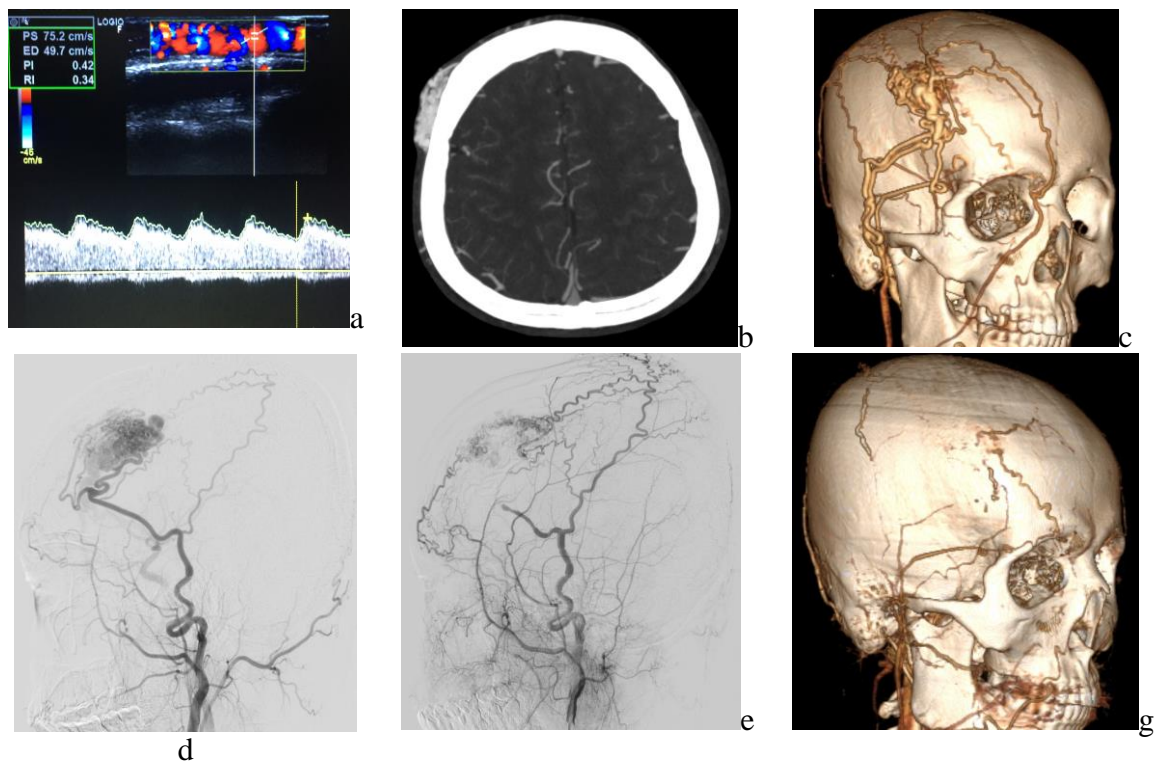 LOGIQ
F
PS 75.2 cm/s
ED 49.7 cm/s
PI 0.42
RI 0.34
-46
cm/s
a
b
c
d
e
g